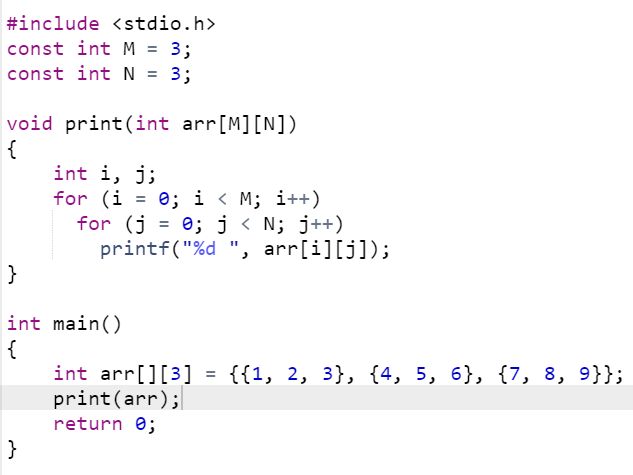 #include <stdio.h>
const int M = 3;
const int N = 3;

void print(int arr[M][N])
{
    int i, j;
    for (i = 0; i < M; i++)
      for (j = 0; j < N; j++)
        printf("%d ", arr[i][j]);
}

int main()
{
    int arr[][3] = {{1, 2, 3}, {4, 5, 6}, {7, 8, 9}};
    print(arr);
    return 0;
}